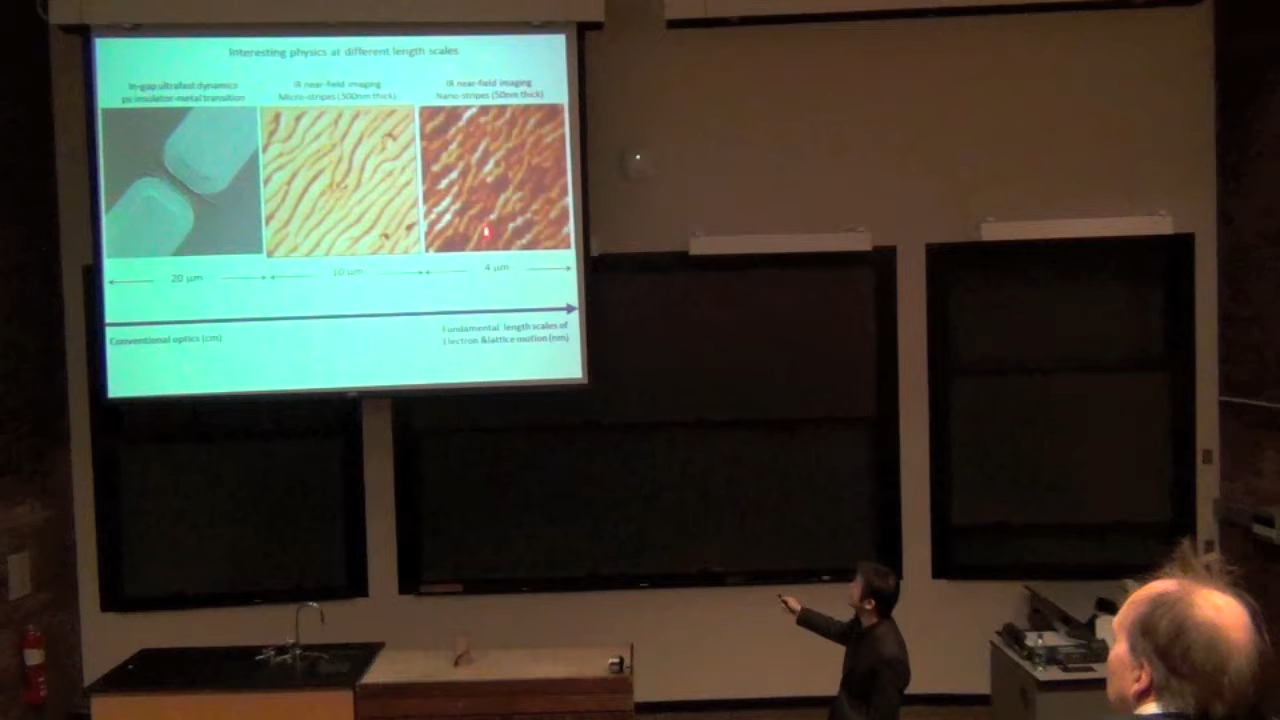 Interesting physics at different length scales
In-gap ultrafast dynamics
ps insulator-metal transition
IR near-field imaging
Micro-stripes (300nm thick)
IR near-field imaging
Nano-stripes (50nm thick)
20 μm
10 μm
4 μm
Conventional optics (cm)
Fundamental length scales of
Electron &lattice motion (nm)